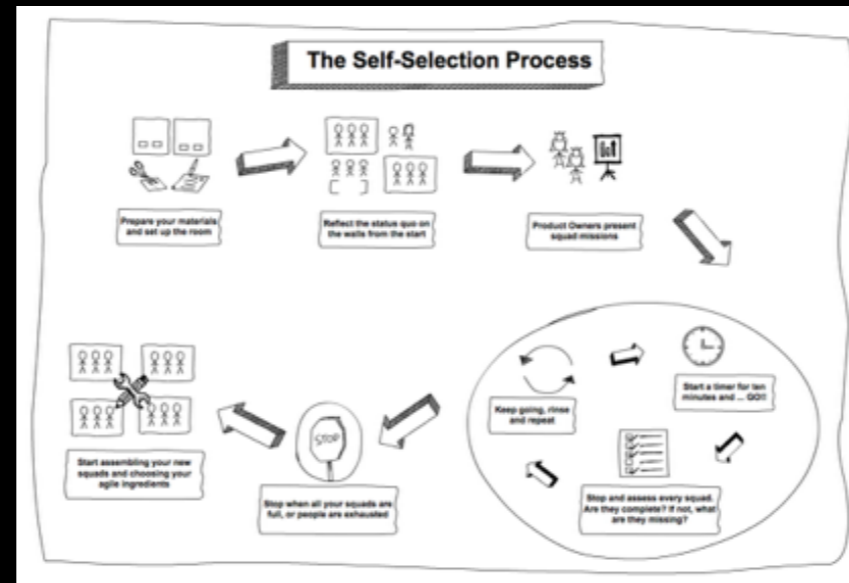 The Self-Selection Process
Prepare your materials
and set up the room
Reflect the status quo on
the walls from the start
Product Owners present
squad missions
Start a timer for ten
minutes and ... GO!!
Keep going, rinse
and repeat
Stop and assess every squad.
Are they complete? If not, what
are they missing?
STOP
Stop when all your squads are
full, or people are exhausted
Start assembling your new
squads and choosing your
agile ingredients